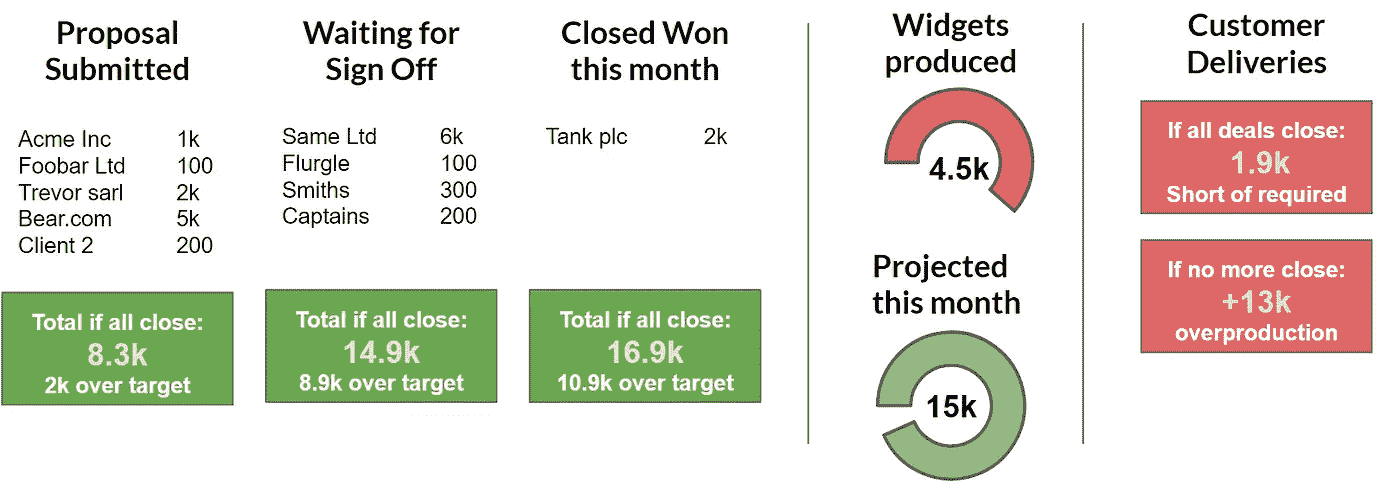 Proposal
Submitted
Acme Inc 1k
Foobar Ltd 100
Trevor sarl 2k
Bear.com 5k
Client 2 200
Total if all close:
8.3k
2k over target
Waiting for
Sign Off
Same Ltd 6k
Flurgle 100
Smiths 300
Captains 200
Total if all close:
14.9k
8.9k over target
Closed Won
this month
Tank plc 2k
Total if all close:
16.9k
10.9k over target
Widgets
produced
4.5k
Projected
this month
15k
Customer
Deliveries
If all deals close:
1.9k
Short of required
If no more close:
+13k
overproduction